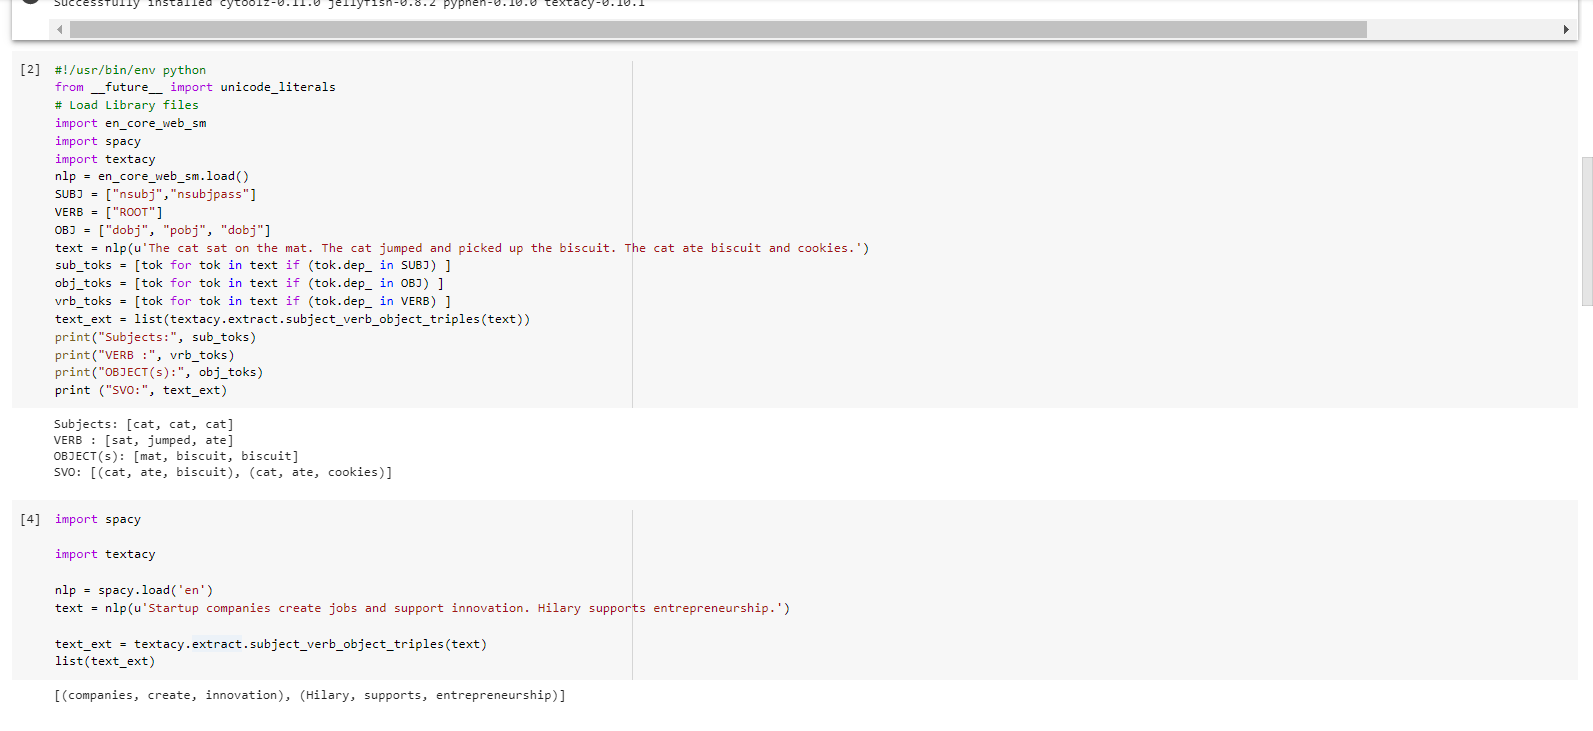 Successfully installed cytoolz-0.11.0 jellyfish-0.8.2 pyphen-0.10.0 textacy-0.10.1
[2] #!/usr/bin/env python
from __future__ import unicode_literals
# Load Library files
import en_core_web_sm
import spacy
import textacy
nlp = en_core_web_sm.load()
SUBJ = ["nsubj","nsubjpass"]
VERB = ["ROOT"]
OBJ = ["dobj", "pobj", "dobj"]
text = nlp(u'The cat sat on the mat. The cat jumped and picked up the biscuit. The cat ate biscuit and cookies.')
sub_toks = [tok for tok in text if (tok.dep_ in SUBJ) ]
obj_toks = [tok for tok in text if (tok.dep_ in OBJ) ]
vrb_toks = [tok for tok in text if (tok.dep_ in VERB) ]
text_ext = list(textacy.extract.subject_verb_object_triples(text))
print("Subjects:", sub_toks)
print("VERB :", vrb_toks)
print("OBJECT(s):", obj_toks)
print ("SVO:", text_ext)
Subjects: [cat, cat, cat]
VERB : [sat, jumped, ate]
OBJECT(s): [mat, biscuit, biscuit]
SVO: [(cat, ate, biscuit), (cat, ate, cookies)]
[4] import spacy
import textacy
nlp = spacy.load('en')
text = nlp(u'Startup companies create jobs and support innovation. Hilary supports entrepreneurship.')
text_ext = textacy.extract.subject_verb_object_triples(text)
list(text_ext)
[(companies, create, innovation), (Hilary, supports, entrepreneurship)]